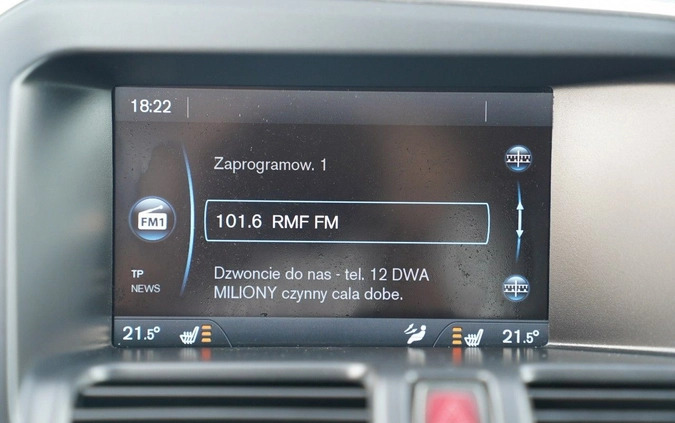 18:22
Zaprogramow. 1
FM1
101.6 RMF FM
TP
NEWS
Dzwoncie do nas - tel. 12 DWA
MILIONY czynny cala dobe.
21.5°
21.5°